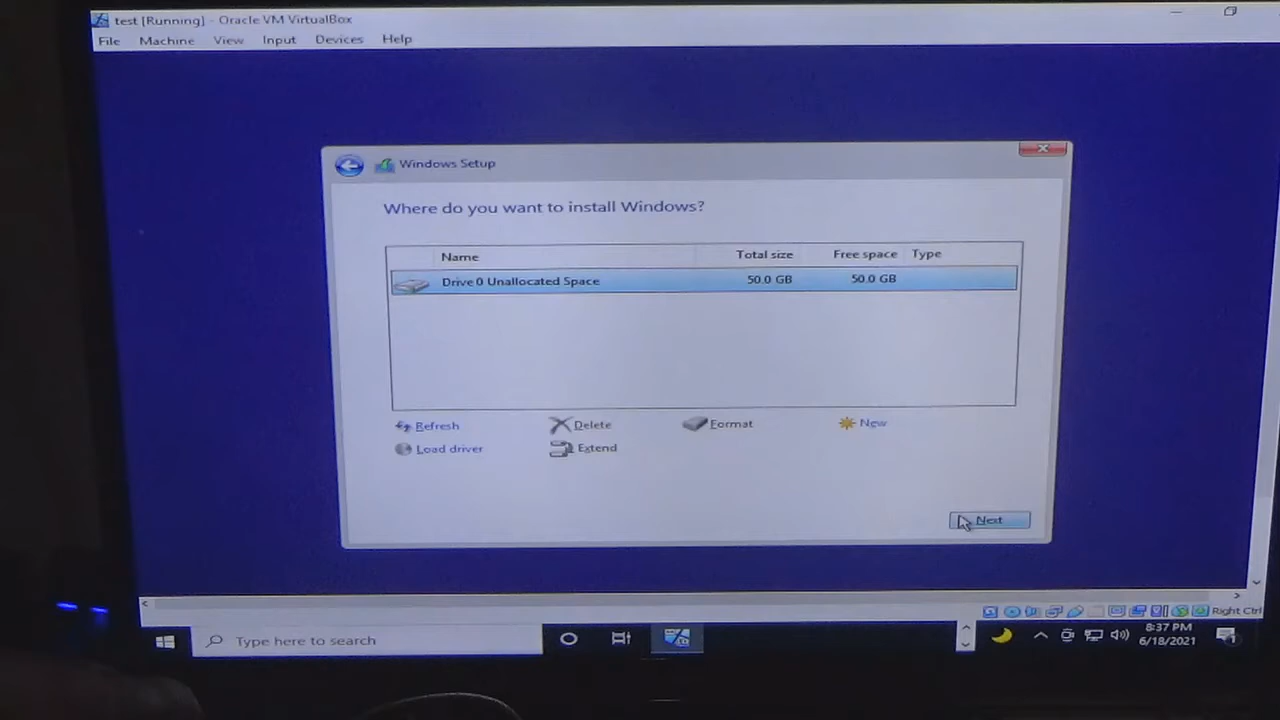 test [Running] - Oracle VM VirtualBox
File Machine View Input Devices Help
Windows Setup
Where do you want to install Windows?
Name Total size Free space Type
Drive 0 Unallocated Space 50.0 GB 50.0 GB
Refresh Delete Format New
Load driver Extend
Next
Right Ctrl
Type here to search
8:37 PM
6/18/2021
1